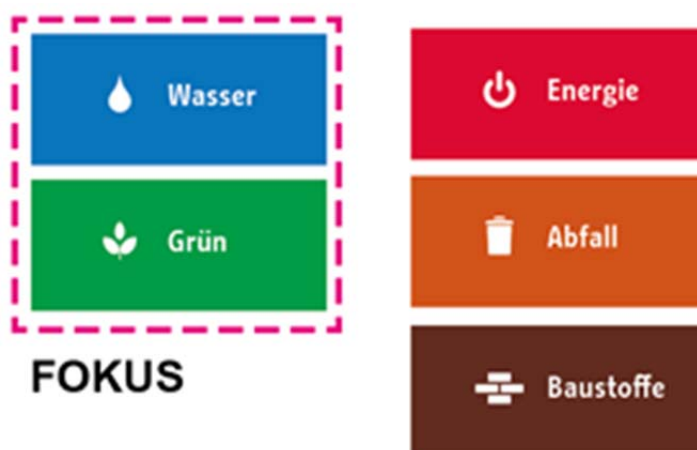 Wasser
Grün
FOKUS
Energie
Abfall
Baustoffe